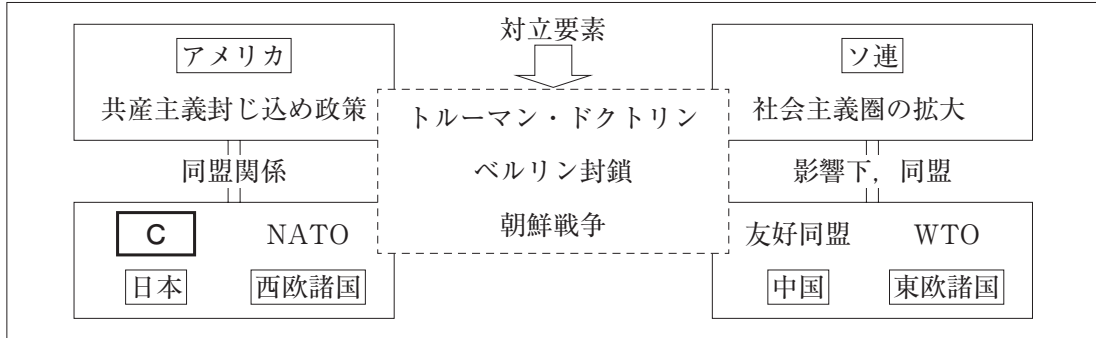 対立要素
アメリカ
共産主義封じ込め政策
トルーマン・ドクトリン
ベルリン封鎖
朝鮮戦争
ソ連
社会主義圏の拡大
同盟関係
影響下，同盟
C NATO
日本 西欧諸国
友好同盟 WTO
中国 東欧諸国